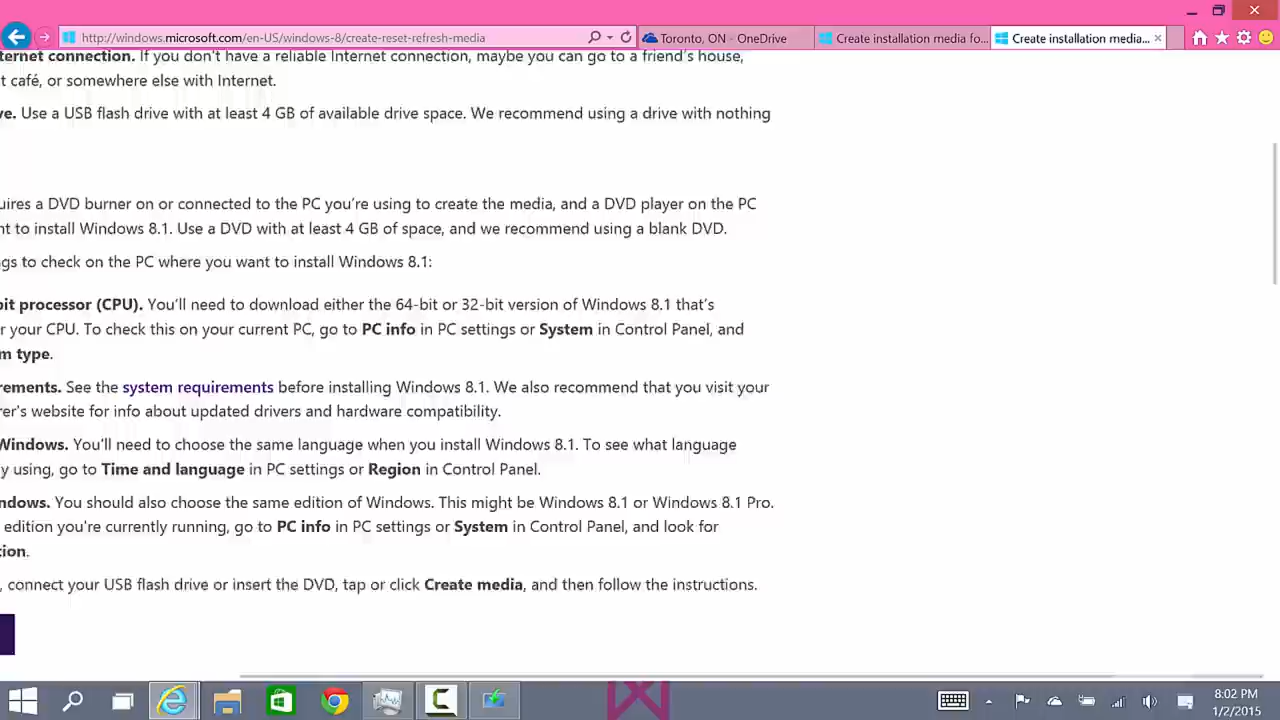 http://windows.microsoft.com/en-US/windows-8/create-reset-refresh-media
Toronto, ON - OneDrive
Create installation media fo...
Create installation media...
ternet connection. If you don't have a reliable Internet connection, maybe you can go to a friend's house,
t café, or somewhere else with Internet.
ve. Use a USB flash drive with at least 4 GB of available drive space. We recommend using a drive with nothing
uires a DVD burner on or connected to the PC you're using to create the media, and a DVD player on the PC
nt to install Windows 8.1. Use a DVD with at least 4 GB of space, and we recommend using a blank DVD.
gs to check on the PC where you want to install Windows 8.1:
bit processor (CPU). You'll need to download either the 64-bit or 32-bit version of Windows 8.1 that's
r your CPU. To check this on your current PC, go to PC info in PC settings or System in Control Panel, and
m type.
rements. See the system requirements before installing Windows 8.1. We also recommend that you visit your
rer's website for info about updated drivers and hardware compatibility.
Windows. You'll need to choose the same language when you install Windows 8.1. To see what language
y using, go to Time and language in PC settings or Region in Control Panel.
ndows. You should also choose the same edition of Windows. This might be Windows 8.1 or Windows 8.1 Pro.
edition you're currently running, go to PC info in PC settings or System in Control Panel, and look for
tion.
, connect your USB flash drive or insert the DVD, tap or click Create media, and then follow the instructions.
8:02 PM
1/2/2015